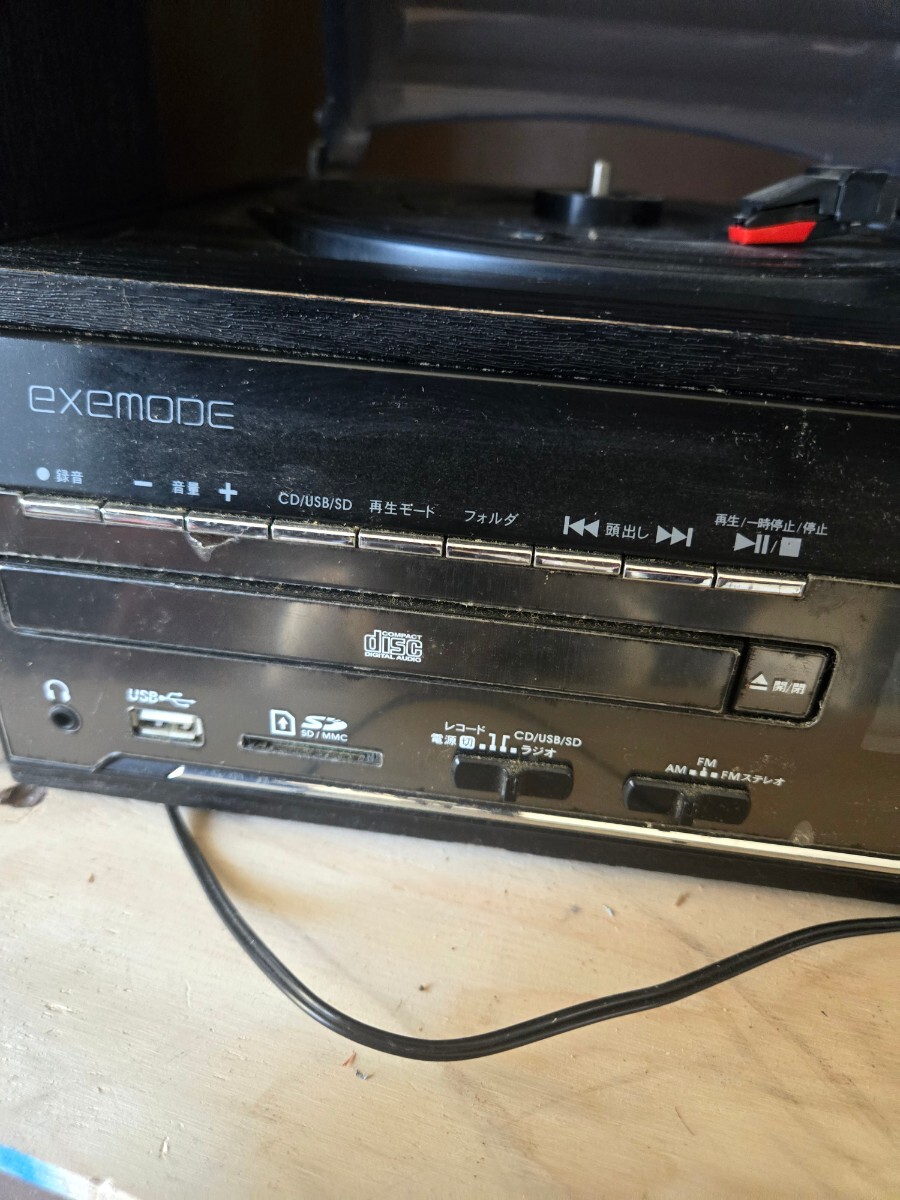 exemode
● 録音
− 音量 +
CD/USB/SD
再生モード
フォルダ
頭出し
再生/一時停止/停止
COMPACT
disc
DIGITAL AUDIO
開/閉
USB
SD
SD/MMC
レコード
CD/USB/SD
電源
ラジオ
FM
AM
FMステレオ